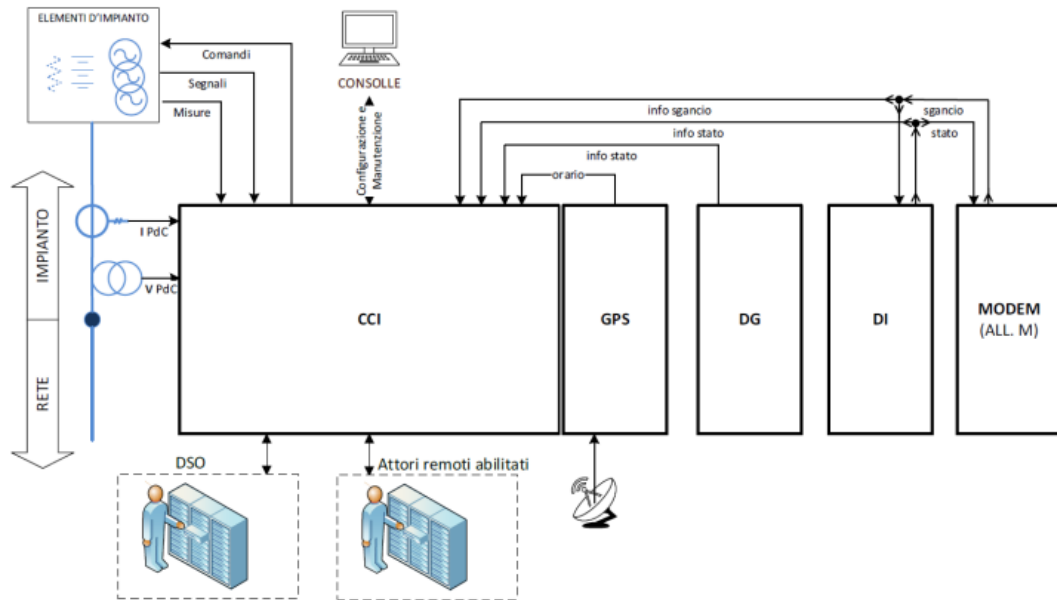 ELEMENTI D'IMPIANTO
Comandi
Segnali
Misure
CONSOLLE
Configurazione e
Manutenzione
info sgancio
sgancio
stato
info stato
info stato
orario
IMPIANTO
RETE
I PdC
V PdC
CCI
GPS
DG
DI
MODEM
(ALL. M)
DSO
Attori remoti abilitati